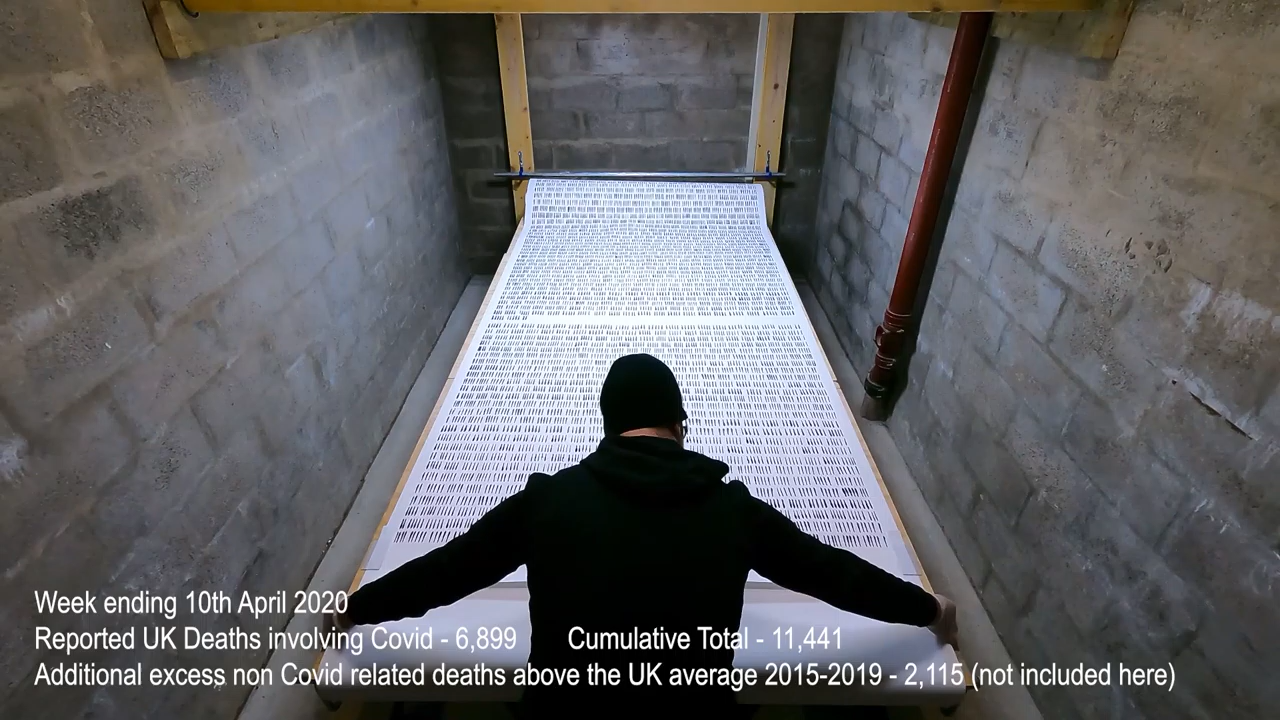 Week ending 10th April 2020
Reported UK Deaths involving Covid - 6,899 Cumulative Total - 11,441
Additional excess non Covid related deaths above the UK average 2015-2019 - 2,115 (not included here)